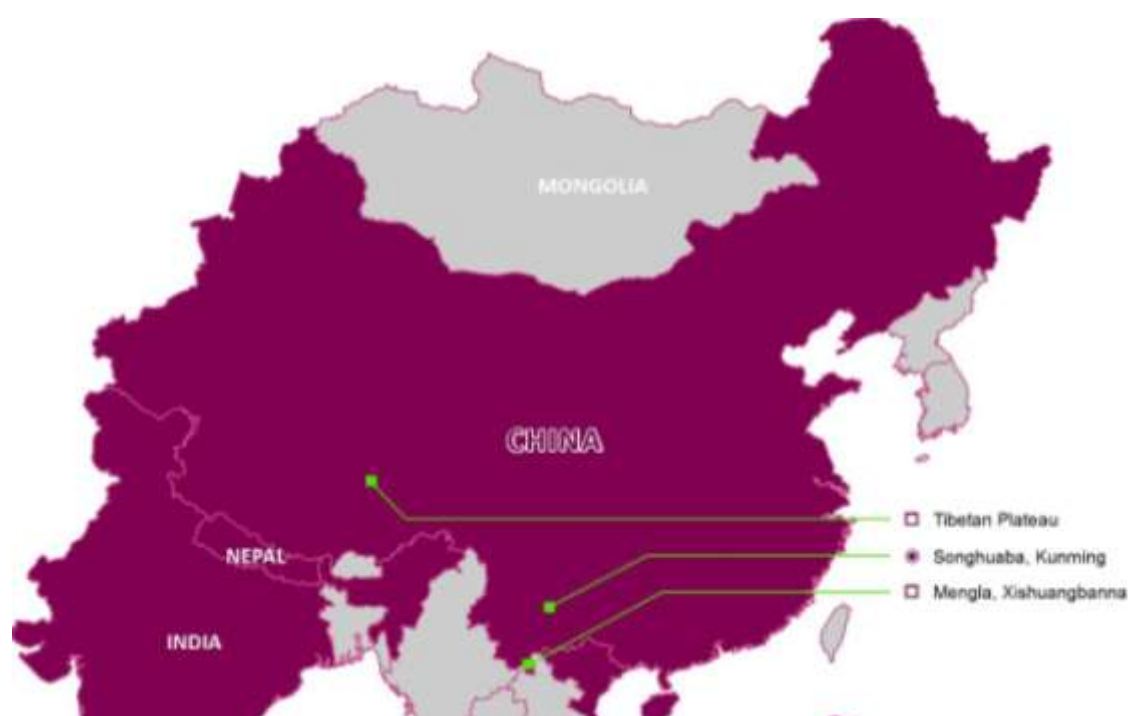 MONGOLIA
CHINA
Tibetan Plateau
NEPAL
Songhuaba, Kunming
Mengla, Xishuangbanna
INDIA